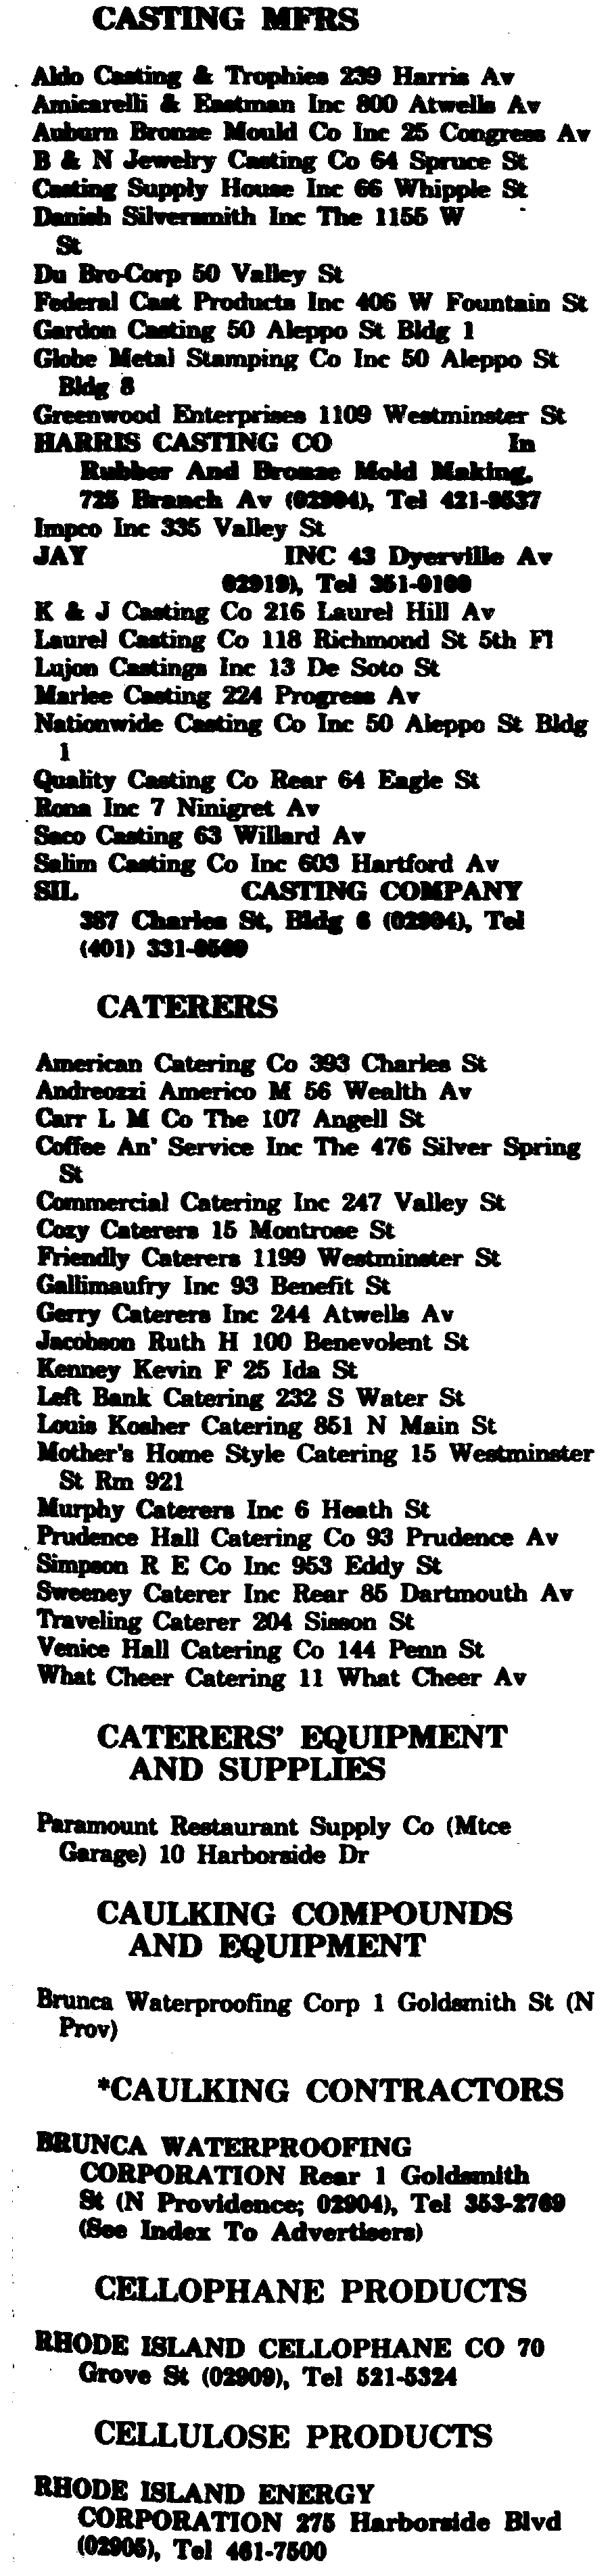 CASTING MFRS
Aldo Casting & Trophies 239 Harris Av
Amicarelli & Eastman Inc 800 Atwells Av
Auburn Bronze Mould Co Inc 25 Congress Av
B & N Jewelry Casting Co 64 Spruce St
Casting Supply House Inc 66 Whipple St
Danish Silversmith Inc The 1155 W
St
Du Bro-Corp 50 Valley St
Federal Cast Products Inc 406 W Fountain St
Gardon Casting 50 Aleppo St Bldg 1
Globe Metal Stamping Co Inc 50 Aleppo St
Bldg 8
Greenwood Enterprises 1109 Westminster St
HARRIS CASTING CO In
Rubber And Bronze Mold Making,
725 Branch Av (02904), Tel 421-9537
Impco Inc 335 Valley St
JAY INC 43 Dyerville Av
02919), Tel 351-0100
K & J Casting Co 216 Laurel Hill Av
Laurel Casting Co 118 Richmond St 5th Fl
Lujon Castings Inc 13 De Soto St
Marlee Casting 224 Progress Av
Nationwide Casting Co Inc 50 Aleppo St Bldg
1
Quality Casting Co Rear 64 Eagle St
Rona Inc 7 Ninigret Av
Saco Casting 63 Willard Av
Salim Casting Co Inc 603 Hartford Av
SIL CASTING COMPANY
387 Charles St, Bldg 6 (02904), Tel
(401) 331-9569
CATERERS
American Catering Co 393 Charles St
Andreozzi Americo M 56 Wealth Av
Carr L M Co The 107 Angell St
Coffee An' Service Inc The 476 Silver Spring
St
Commercial Catering Inc 247 Valley St
Cozy Caterers 15 Montrose St
Friendly Caterers 1199 Westminster St
Gallimaufry Inc 93 Benefit St
Gerry Caterers Inc 244 Atwells Av
Jacobson Ruth H 100 Benevolent St
Kenney Kevin F 25 Ida St
Left Bank Catering 232 S Water St
Louis Kosher Catering 851 N Main St
Mother's Home Style Catering 15 Westminster
St Rm 921
Murphy Caterers Inc 6 Heath St
Prudence Hall Catering Co 93 Prudence Av
Simpson R E Co Inc 953 Eddy St
Sweeney Caterer Inc Rear 85 Dartmouth Av
Traveling Caterer 204 Sisson St
Venice Hall Catering Co 144 Penn St
What Cheer Catering 11 What Cheer Av
CATERERS' EQUIPMENT
AND SUPPLIES
Paramount Restaurant Supply Co (Mtce
Garage) 10 Harborside Dr
CAULKING COMPOUNDS
AND EQUIPMENT
Brunca Waterproofing Corp 1 Goldsmith St (N
Prov)
*CAULKING CONTRACTORS
BRUNCA WATERPROOFING
CORPORATION Rear 1 Goldsmith
St (N Providence; 02904), Tel 353-2769
(See Index To Advertisers)
CELLOPHANE PRODUCTS
RHODE ISLAND CELLOPHANE CO 70
Grove St (02909), Tel 521-5324
CELLULOSE PRODUCTS
RHODE ISLAND ENERGY
CORPORATION 275 Harborside Blvd
(02905), Tel 461-7500